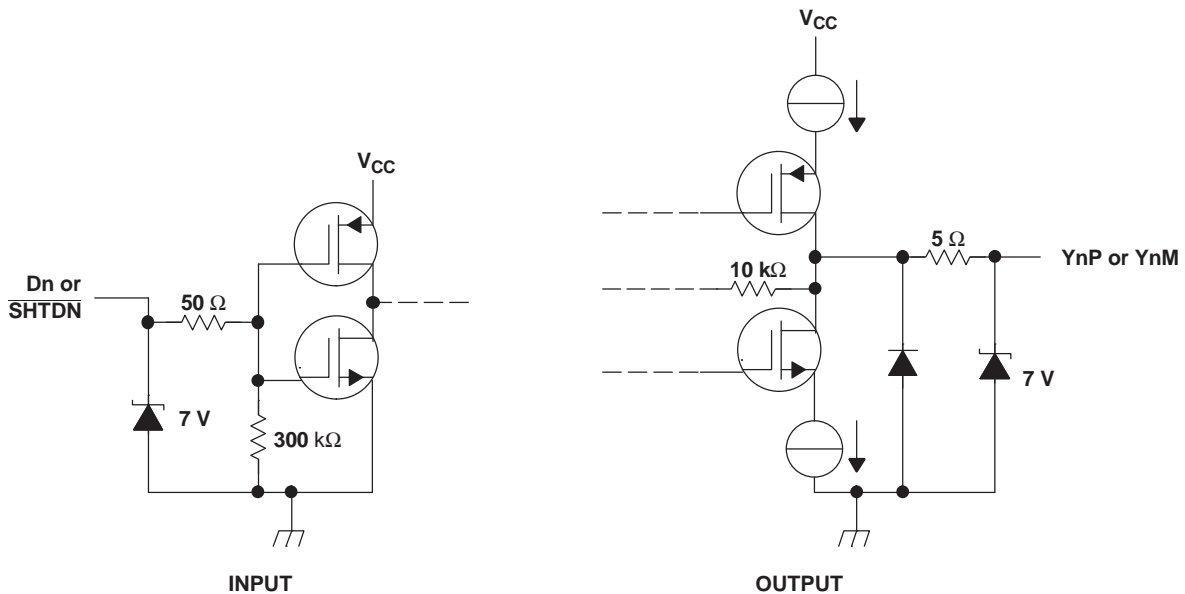 VCC
Dn or
SHTDN
50 Ω
7 V
300 kΩ
INPUT
VCC
10 kΩ
5 Ω
YnP or YnM
7 V
OUTPUT